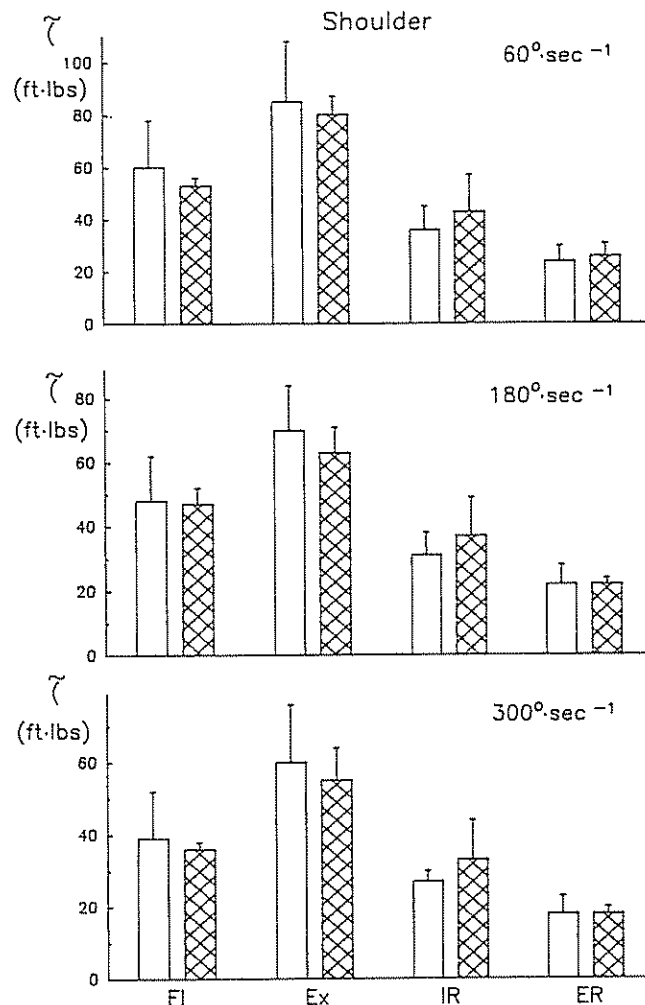 Shoulder
τ̃
(ft·lbs)
60°·sec⁻¹
100
80
60
40
20
0
τ̃
(ft·lbs)
180°·sec⁻¹
80
60
40
20
0
τ̃
(ft·lbs)
300°·sec⁻¹
60
40
20
0
Fl Ex IR ER